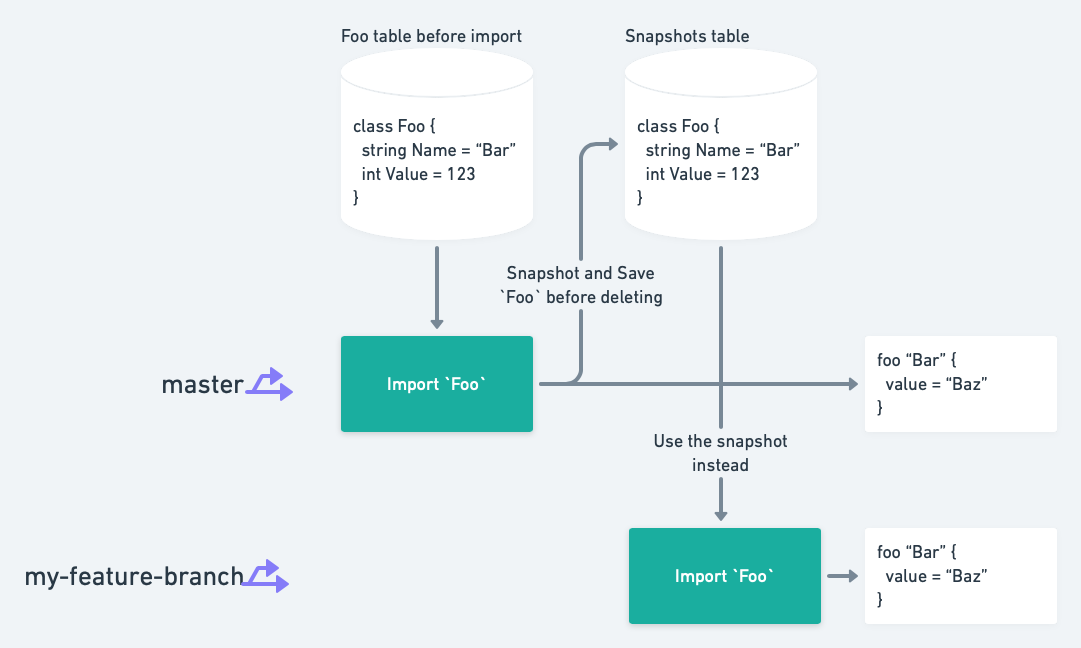 Foo table before import
Snapshots table
class Foo {
string Name = “Bar”
int Value = 123
}
class Foo {
string Name = “Bar”
int Value = 123
}
Snapshot and Save
`Foo` before deleting
master
Import `Foo`
foo “Bar” {
value = “Baz”
}
Use the snapshot
instead
my-feature-branch
Import `Foo`
foo “Bar” {
value = “Baz”
}